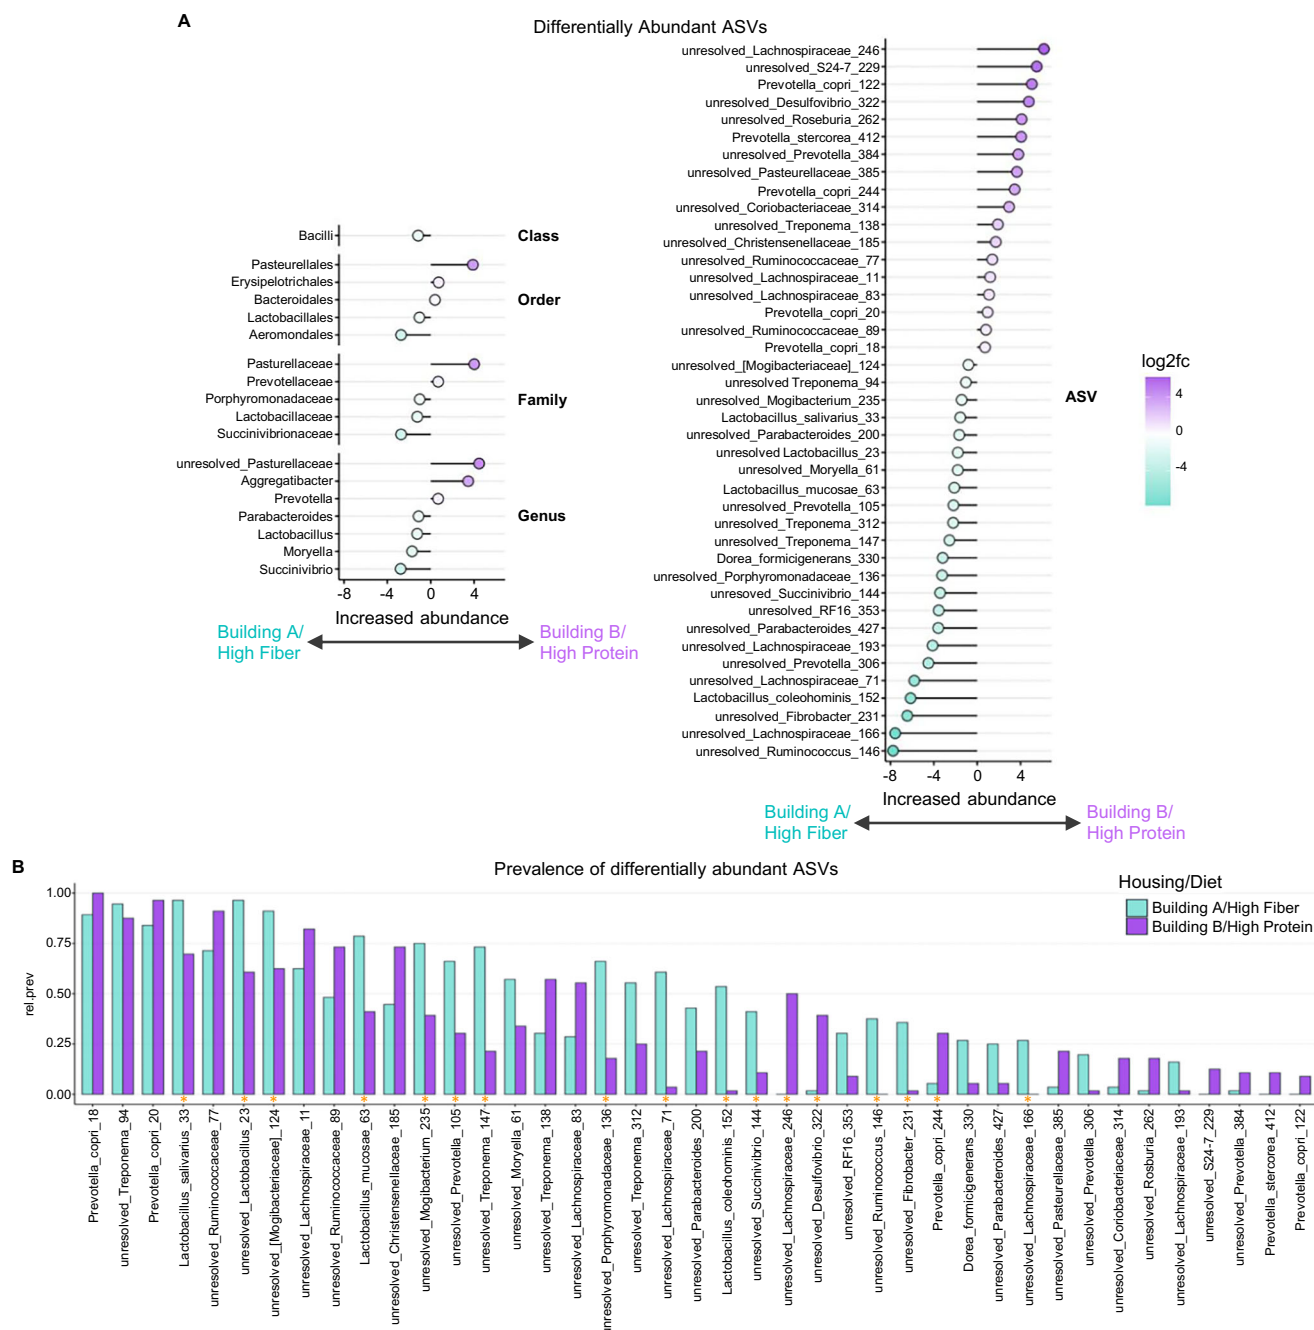 A
Differentially Abundant ASVs
Bacilli
Class
Pasteurellales
Erysipelotrichales
Bacteroidales
Lactobacillales
Aeromondales
Order
Pasturellaceae
Prevotellaceae
Porphyromonadaceae
Lactobacillaceae
Succinivibrionaceae
Family
unresolved_Pasturellaceae
Aggregatibacter
Prevotella
Parabacteroides
Lactobacillus
Moryella
Succinivibrio
Genus
-8 -4 0 4
Increased abundance
Building A/
High Fiber
Building B/
High Protein
unresolved_Lachnospiraceae_246
unresolved_S24-7_229
Prevotella_copri_122
unresolved_Desulfovibrio_322
unresolved_Roseburia_262
Prevotella_stercorea_412
unresolved_Prevotella_384
unresolved_Pasteurellaceae_385
Prevotella_copri_244
unresolved_Coriobacteriaceae_314
unresolved_Treponema_138
unresolved_Christensenellaceae_185
unresolved_Ruminococcaceae_77
unresolved_Lachnospiraceae_11
unresolved_Lachnospiraceae_83
Prevotella_copri_20
unresolved_Ruminococcaceae_89
Prevotella_copri_18
unresolved_[Mogibacteriaceae]_124
unresolved Treponema_94
unresolved_Mogibacterium_235
Lactobacillus_salivarius_33
unresolved_Parabacteroides_200
unresolved Lactobacillus_23
unresolved_Moryella_61
Lactobacillus_mucosae_63
unresolved_Prevotella_105
unresolved_Treponema_312
unresolved_Treponema_147
Dorea_formicigenerans_330
unresolved_Porphyromonadaceae_136
unresoved_Succinivibrio_144
unresolved_RF16_353
unresolved_Parabacteroides_427
unresolved_Lachnospiraceae_193
unresolved_Prevotella_306
unresolved_Lachnospiraceae_71
Lactobacillus_coleohominis_152
unresolved_Fibrobacter_231
unresolved_Lachnospiraceae_166
unresolved_Ruminococcus_146
ASV
-8 -4 0 4
Increased abundance
Building A/
High Fiber
Building B/
High Protein
log2fc
4
0
-4
B
Prevalence of differentially abundant ASVs
Housing/Diet
Building A/High Fiber
Building B/High Protein
rel.prev
1.00
0.75
0.50
0.25
0.00
Prevotella_copri_18
unresolved_Treponema_94
Prevotella_copri_20
Lactobacillus_salivarius_33
unresolved_Ruminococcaceae_77
unresolved_Lactobacillus_23
unresolved_[Mogibacteriaceae]_124
unresolved_Lachnospiraceae_11
unresolved_Ruminococcaceae_89
Lactobacillus_mucosae_63
unresolved_Christensenellaceae_185
unresolved_Mogibacterium_235
unresolved_Prevotella_105
unresolved_Treponema_147
unresolved_Moryella_61
unresolved_Treponema_138
unresolved_Lachnospiraceae_83
unresolved_Porphyromonadaceae_136
unresolved_Treponema_312
unresolved_Lachnospiraceae_71
unresolved_Parabacteroides_200
Lactobacillus_coleohominis_152
unresolved_Succinivibrio_144
unresolved_Lachnospiraceae_246
unresolved_Desulfovibrio_322
unresolved_RF16_353
unresolved_Ruminococcus_146
unresolved_Fibrobacter_231
Prevotella_copri_244
Dorea_formicigenerans_330
unresolved_Parabacteroides_427
unresolved_Lachnospiraceae_166
unresolved_Pasteurellaceae_385
unresolved_Prevotella_306
unresolved_Coriobacteriaceae_314
unresolved_Rosburia_262
unresolved_Lachnospiraceae_193
unresolved_S24-7_229
unresolved_Prevotella_384
Prevotella_stercorea_412
Prevotella_copri_122